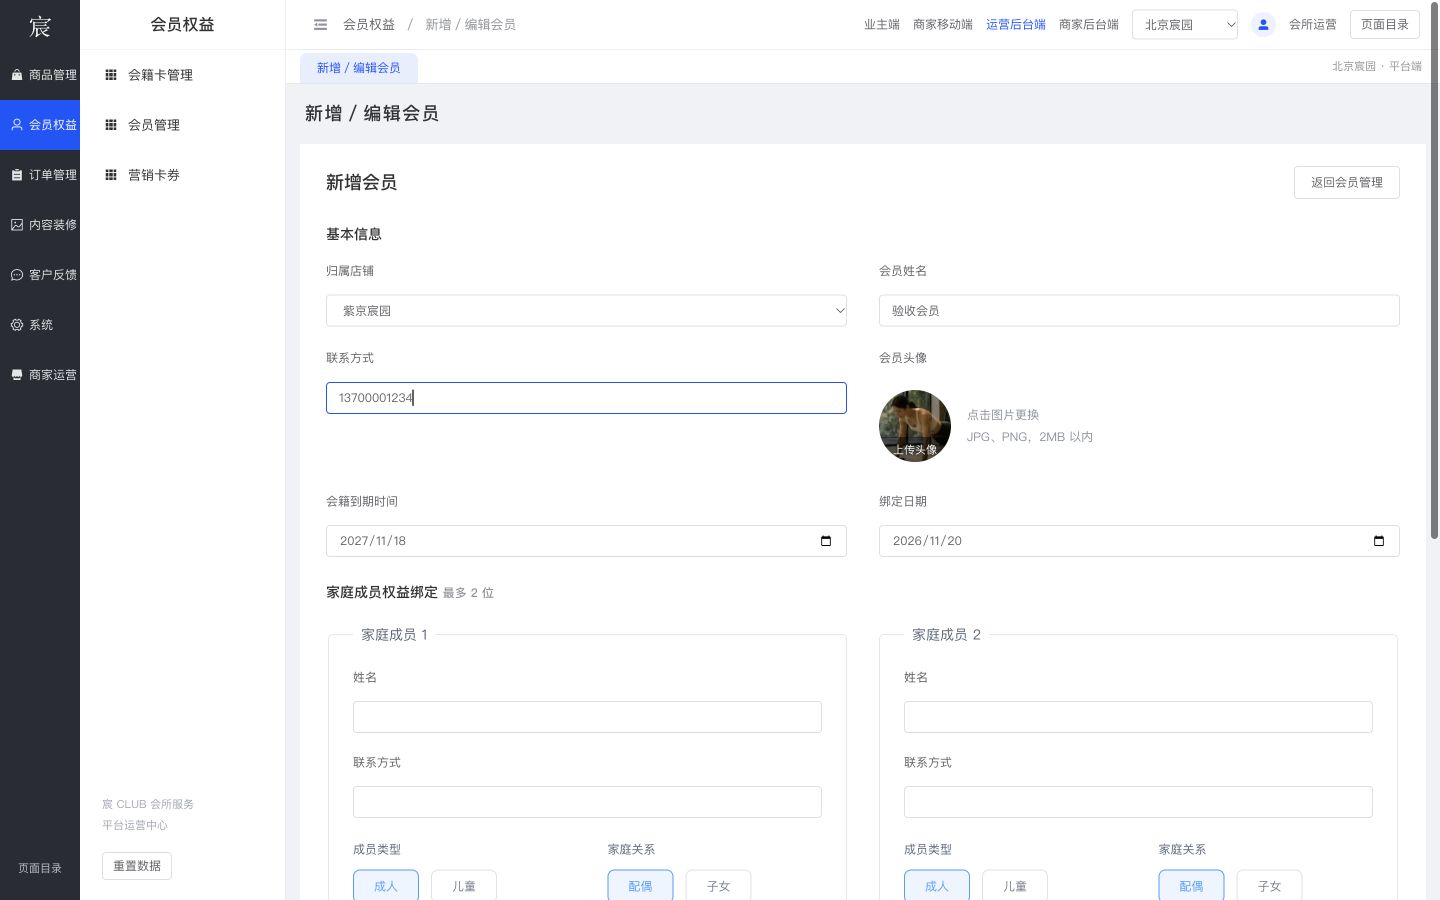 宸
商品管理
会员权益
订单管理
内容装修
客户反馈
系统
商家运营
页面目录
会员权益
会籍卡管理
会员管理
营销卡券
宸 CLUB 会所服务
平台运营中心
重置数据
会员权益 / 新增 / 编辑会员
业主端 商家移动端 运营后台端 商家后台端 北京宸园 会所运营 页面目录
新增 / 编辑会员
北京宸园 · 平台端
新增 / 编辑会员
新增会员
返回会员管理
基本信息
归属店铺
会员姓名
紫京宸园
验收会员
联系方式
会员头像
13700001234
上传头像
点击图片更换
JPG、PNG，2MB 以内
会籍到期时间
绑定日期
2027/11/18
2026/11/20
家庭成员权益绑定 最多 2 位
家庭成员 1
姓名
联系方式
成员类型
家庭关系
成人 儿童
配偶 子女
家庭成员 2
姓名
联系方式
成员类型
家庭关系
成人 儿童
配偶 子女